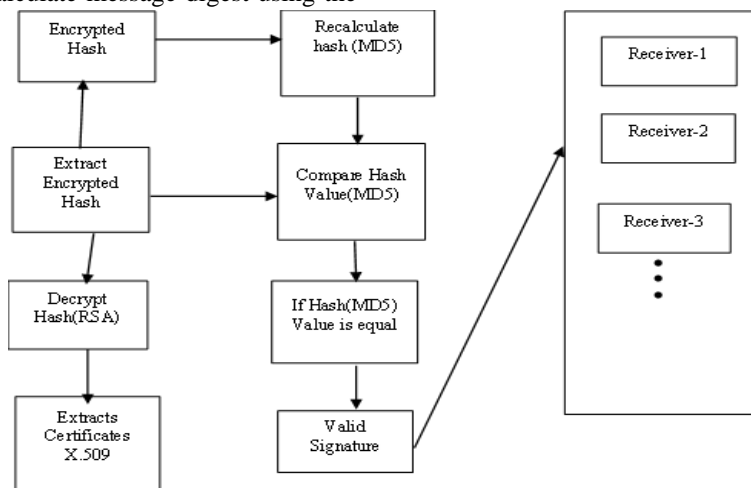 calculate message digest using the
Encrypted
Hash
Recalculate
hash (MD5)
Extract
Encrypted
Hash
Compare Hash
Value(MD5)
Decrypt
Hash(RSA)
If Hash(MD5)
Value is equal
Extracts
Certificates
X.509
Valid
Signature
Receiver-1
Receiver-2
Receiver-3